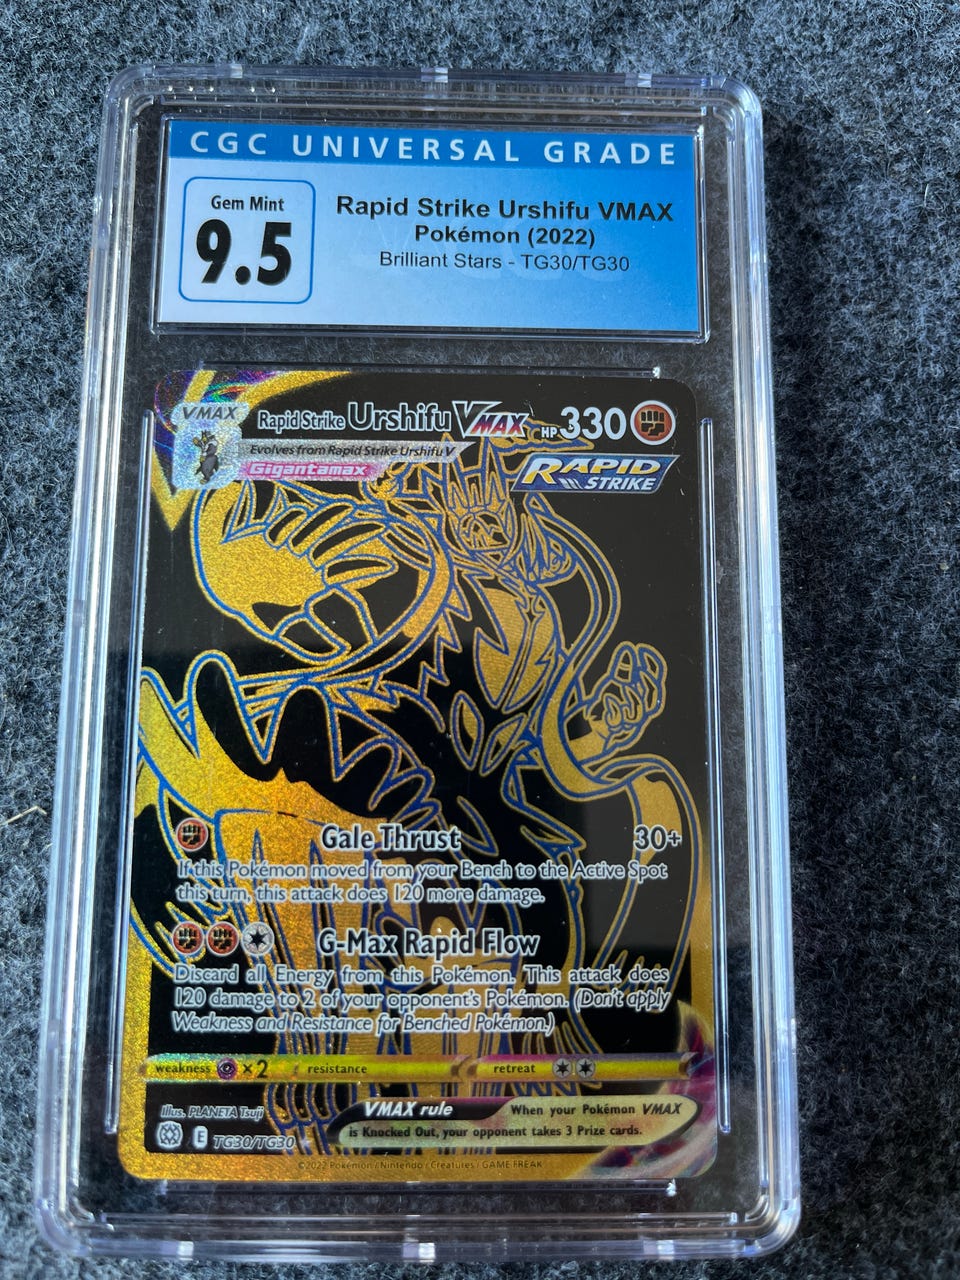 CGC UNIVERSAL GRADE
Gem Mint
9.5
Rapid Strike Urshifu VMAX
Pokémon (2022)
Brilliant Stars - TG30/TG30
VMAX
Rapid Strike Urshifu VMAX HP 330
Evolves from Rapid Strike Urshifu V
Gigantamax
RAPID
STRIKE
Gale Thrust 30+
If this Pokémon moved from your Bench to the Active Spot
this turn, this attack does 120 more damage.
G-Max Rapid Flow
Discard all Energy from this Pokémon. This attack does
120 damage to 2 of your opponent's Pokémon. (Don't apply
Weakness and Resistance for Benched Pokémon.)
weakness ×2 resistance retreat
Illus. PLANETA Tsuji
E TG30/TG30
VMAX rule When your Pokémon VMAX
is Knocked Out, your opponent takes 3 Prize cards.
©2022 Pokémon / Nintendo / Creatures / GAME FREAK